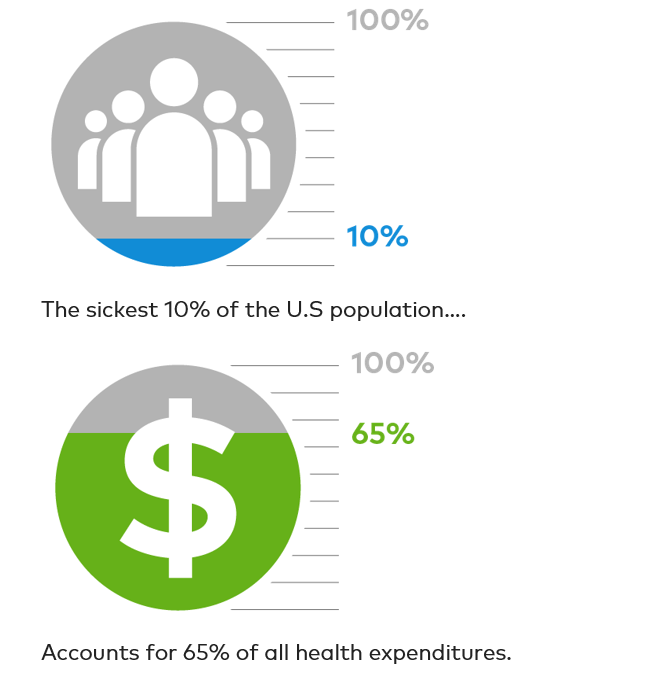 100%
10%
The sickest 10% of the U.S population....
100%
65%
$
Accounts for 65% of all health expenditures.